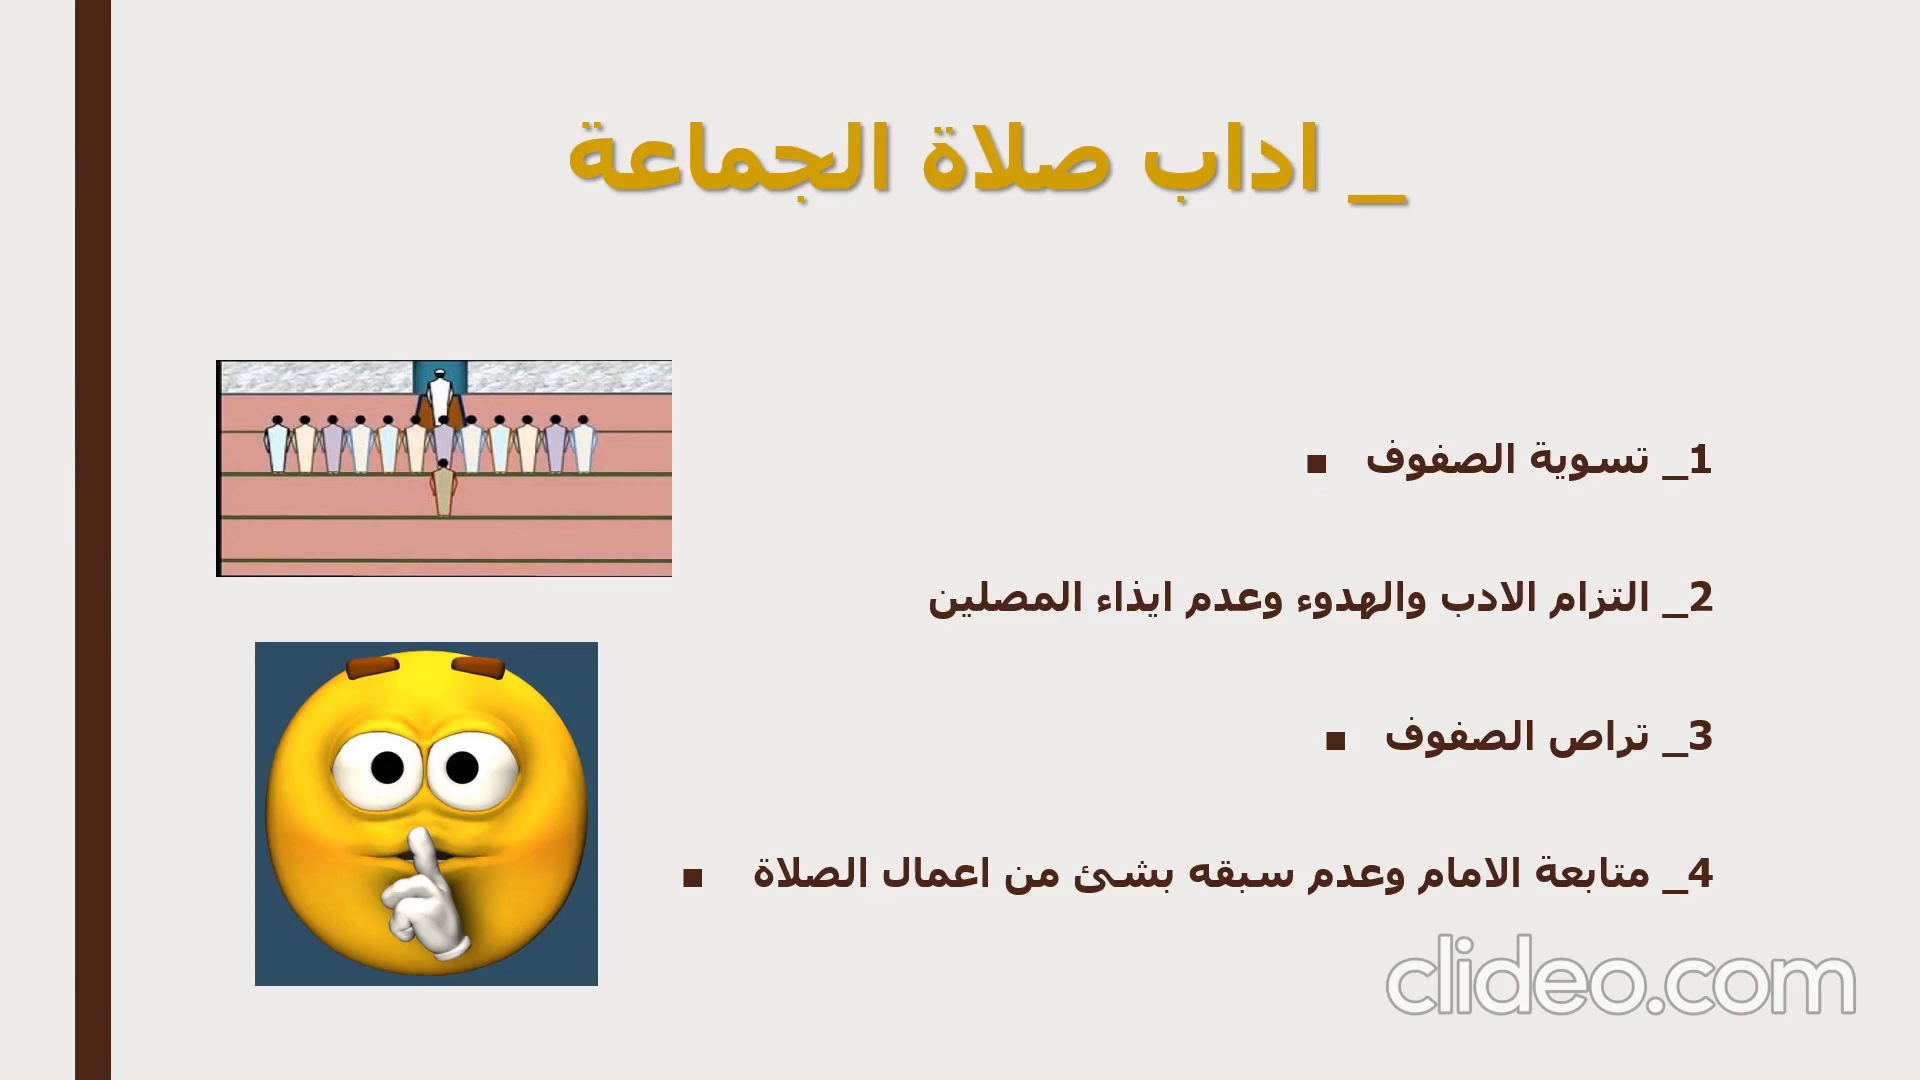 _ اداب صلاة الجماعة
1_ تسوية الصفوف
2_ التزام الادب والهدوء وعدم ايذاء المصلين
3_ تراص الصفوف
4_ متابعة الامام وعدم سبقه بشئ من اعمال الصلاة
clideo.com